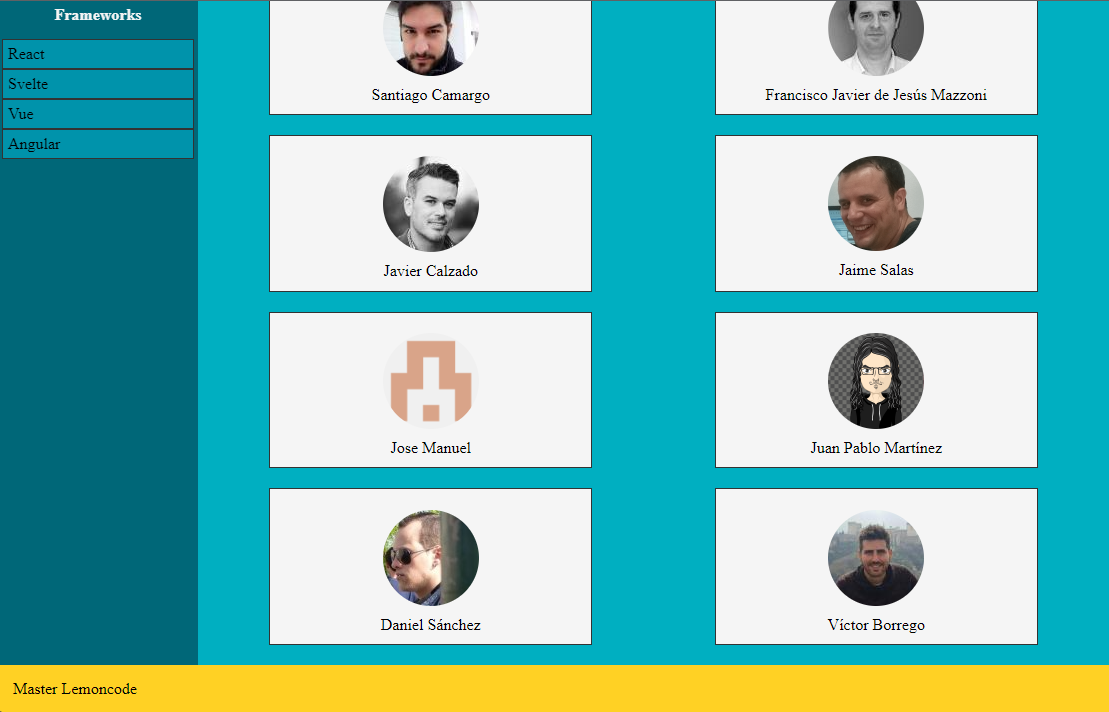 Frameworks
React
Svelte
Vue
Angular
Santiago Camargo
Francisco Javier de Jesús Mazzoni
Javier Calzado
Jaime Salas
Jose Manuel
Juan Pablo Martínez
Daniel Sánchez
Víctor Borrego
Master Lemoncode